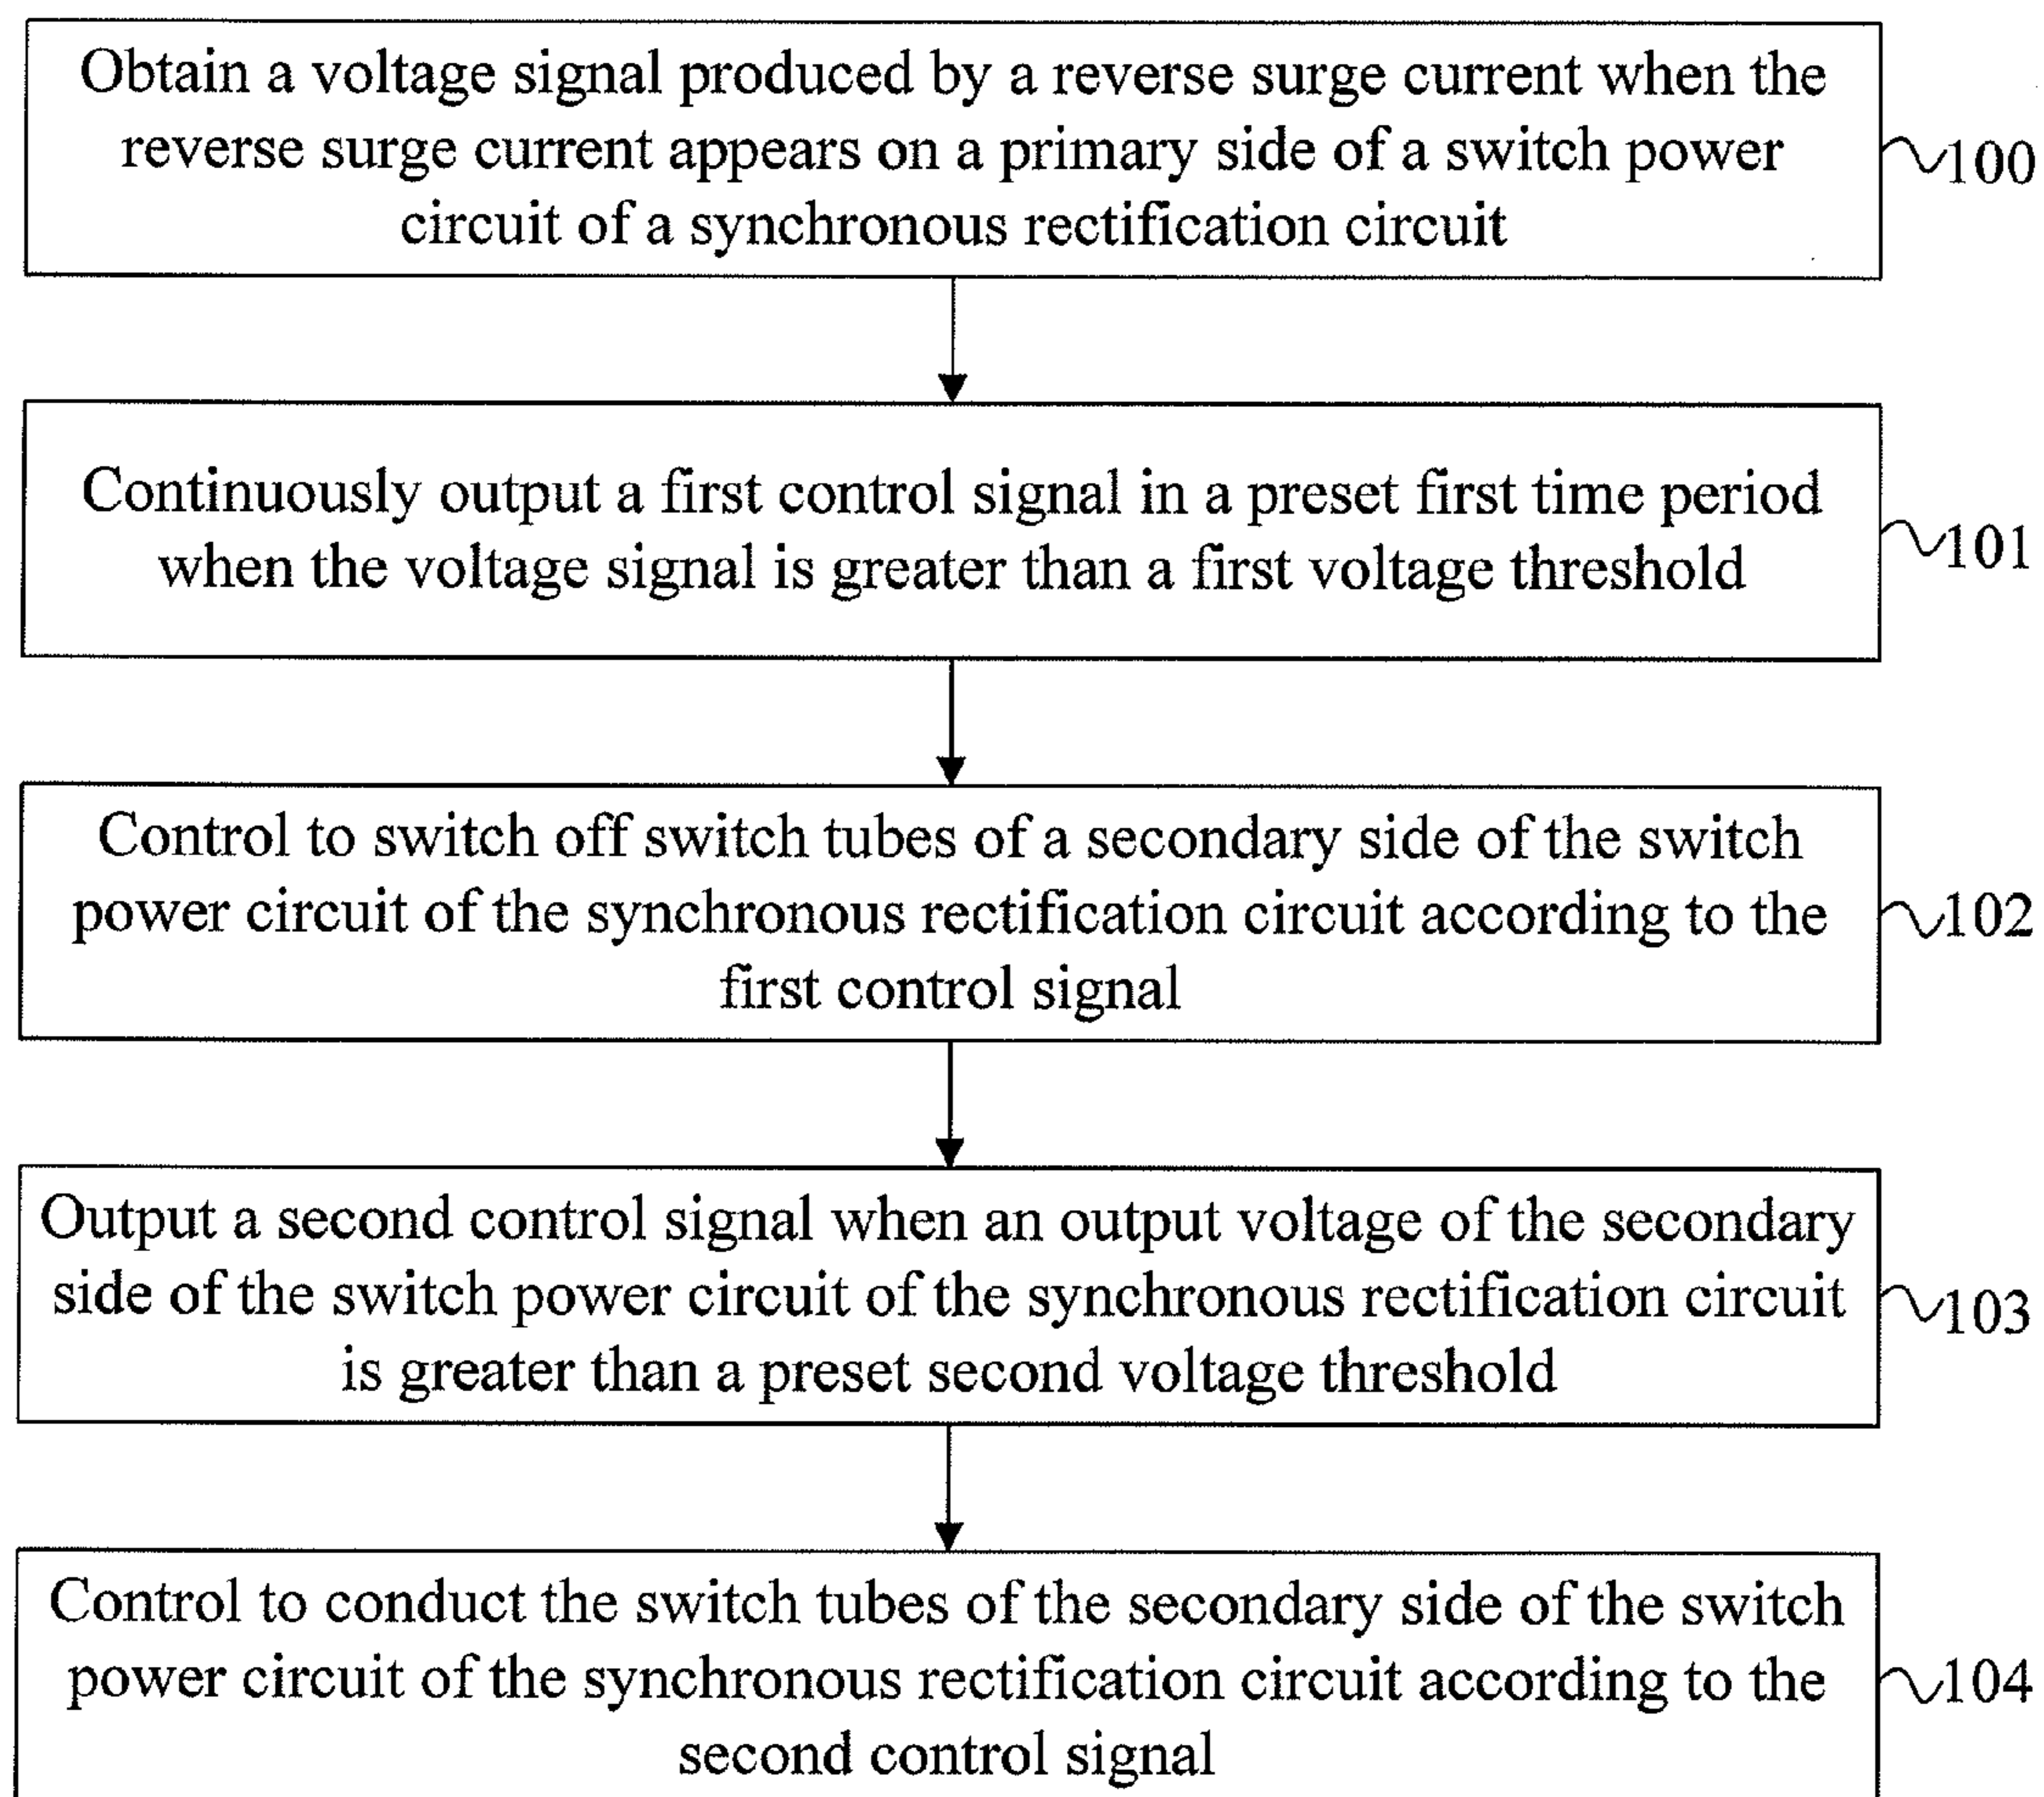 Obtain a voltage signal produced by a reverse surge current when the
reverse surge current appears on a primary side of a switch power
circuit of a synchronous rectification circuit
100
Continuously output a first control signal in a preset first time period
when the voltage signal is greater than a first voltage threshold
101
Control to switch off switch tubes of a secondary side of the switch
power circuit of the synchronous rectification circuit according to the
first control signal
102
Output a second control signal when an output voltage of the secondary
side of the switch power circuit of the synchronous rectification circuit
is greater than a preset second voltage threshold
103
Control to conduct the switch tubes of the secondary side of the switch
power circuit of the synchronous rectification circuit according to the
second control signal
104